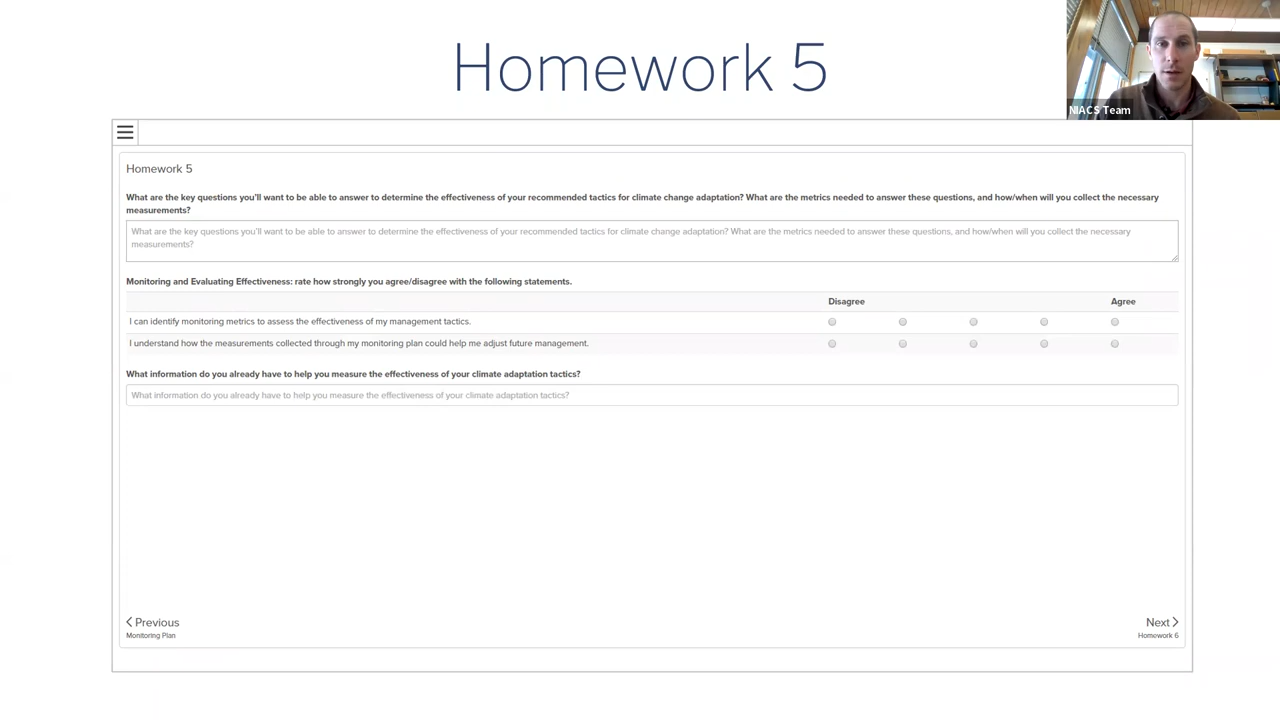 Homework 5
NIACS Team
Homework 5
What are the key questions you'll want to be able to answer to determine the effectiveness of your recommended tactics for climate change adaptation? What are the metrics needed to answer these questions, and how/when will you collect the necessary
measurements?
What are the key questions you'll want to be able to answer to determine the effectiveness of your recommended tactics for climate change adaptation? What are the metrics needed to answer these questions, and how/when will you collect the necessary
measurements?
Monitoring and Evaluating Effectiveness: rate how strongly you agree/disagree with the following statements.
Disagree Agree
I can identify monitoring metrics to assess the effectiveness of my management tactics.
I understand how the measurements collected through my monitoring plan could help me adjust future management.
What information do you already have to help you measure the effectiveness of your climate adaptation tactics?
What information do you already have to help you measure the effectiveness of your climate adaptation tactics?
Previous Next
Monitoring Plan Homework 6